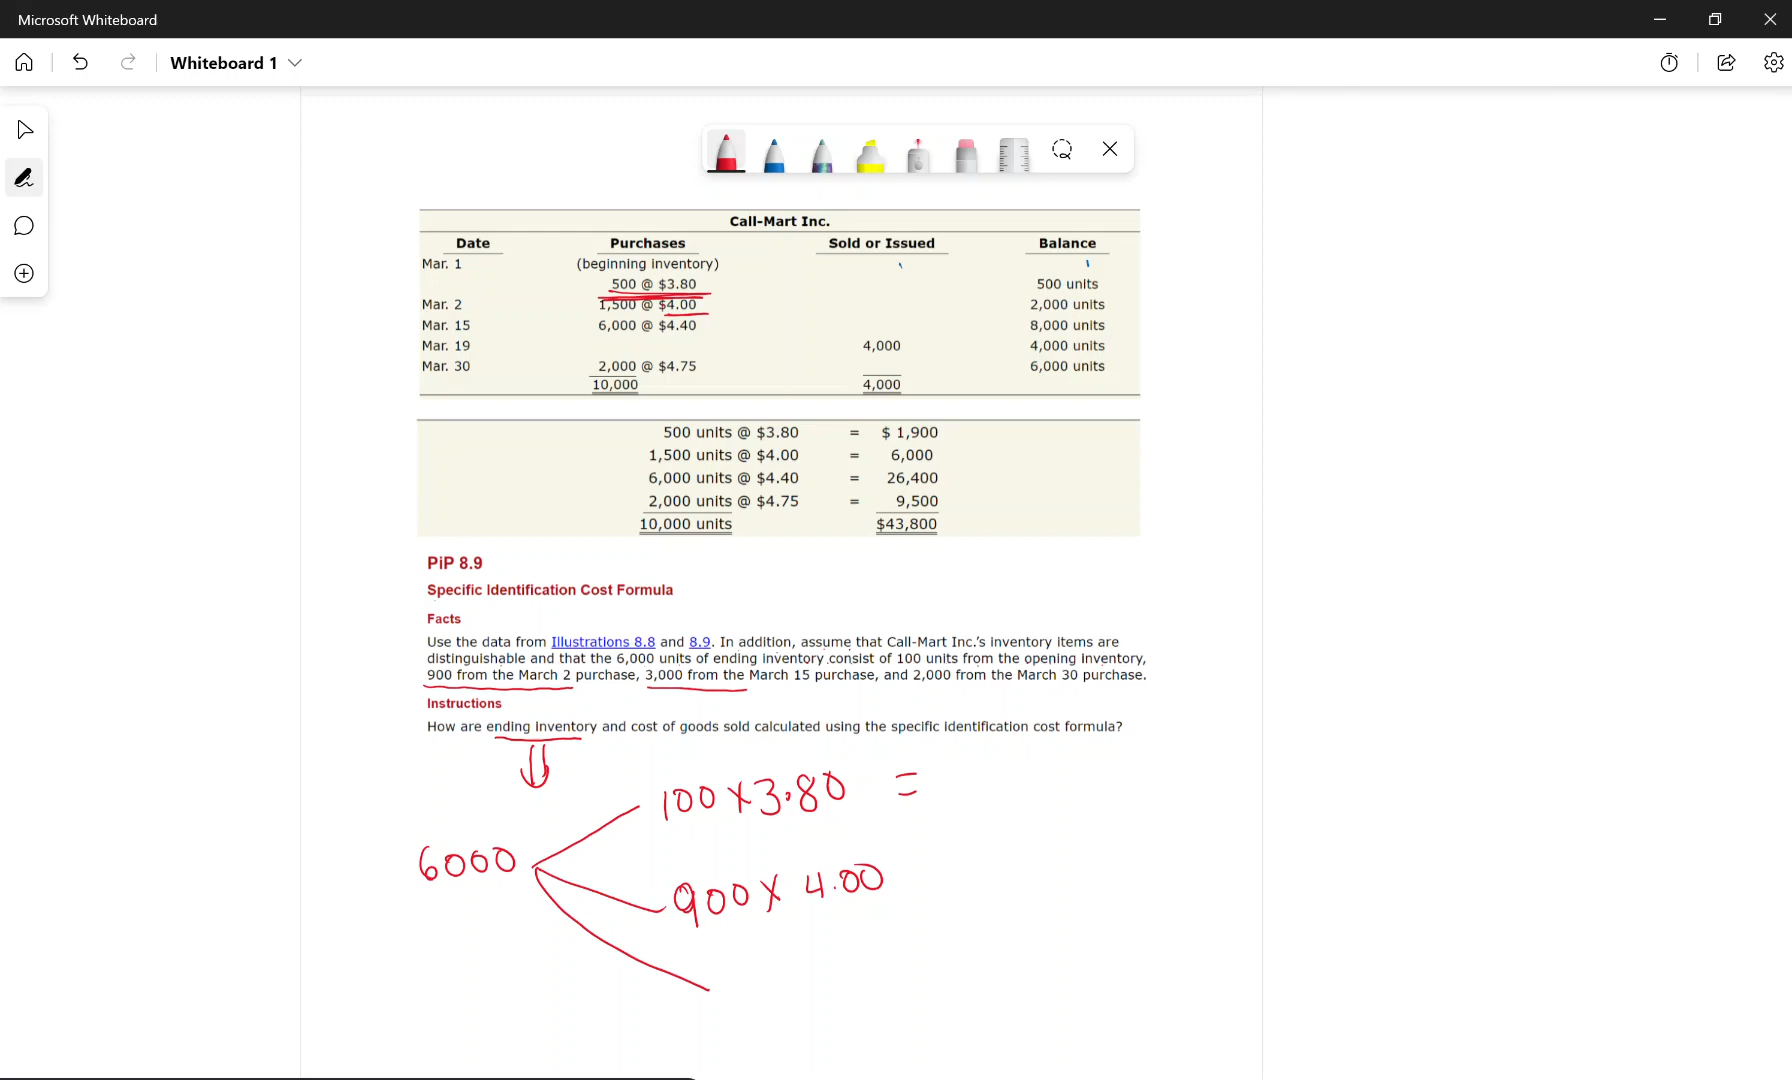 Microsoft Whiteboard
Whiteboard 1
Call-Mart Inc.
Date Purchases Sold or Issued Balance
Mar. 1 (beginning inventory)
500 @ $3.80 500 units
Mar. 2 1,500 @ $4.00 2,000 units
Mar. 15 6,000 @ $4.40 8,000 units
Mar. 19 4,000 4,000 units
Mar. 30 2,000 @ $4.75 6,000 units
10,000 4,000
500 units @ $3.80 = $ 1,900
1,500 units @ $4.00 = 6,000
6,000 units @ $4.40 = 26,400
2,000 units @ $4.75 = 9,500
10,000 units $43,800
PiP 8.9
Specific Identification Cost Formula
Facts
Use the data from Illustrations 8.8 and 8.9. In addition, assume that Call-Mart Inc.'s inventory items are
distinguishable and that the 6,000 units of ending inventory consist of 100 units from the opening inventory,
900 from the March 2 purchase, 3,000 from the March 15 purchase, and 2,000 from the March 30 purchase.
Instructions
How are ending inventory and cost of goods sold calculated using the specific identification cost formula?
100 x 3.80 =
6000
900 x 4.00